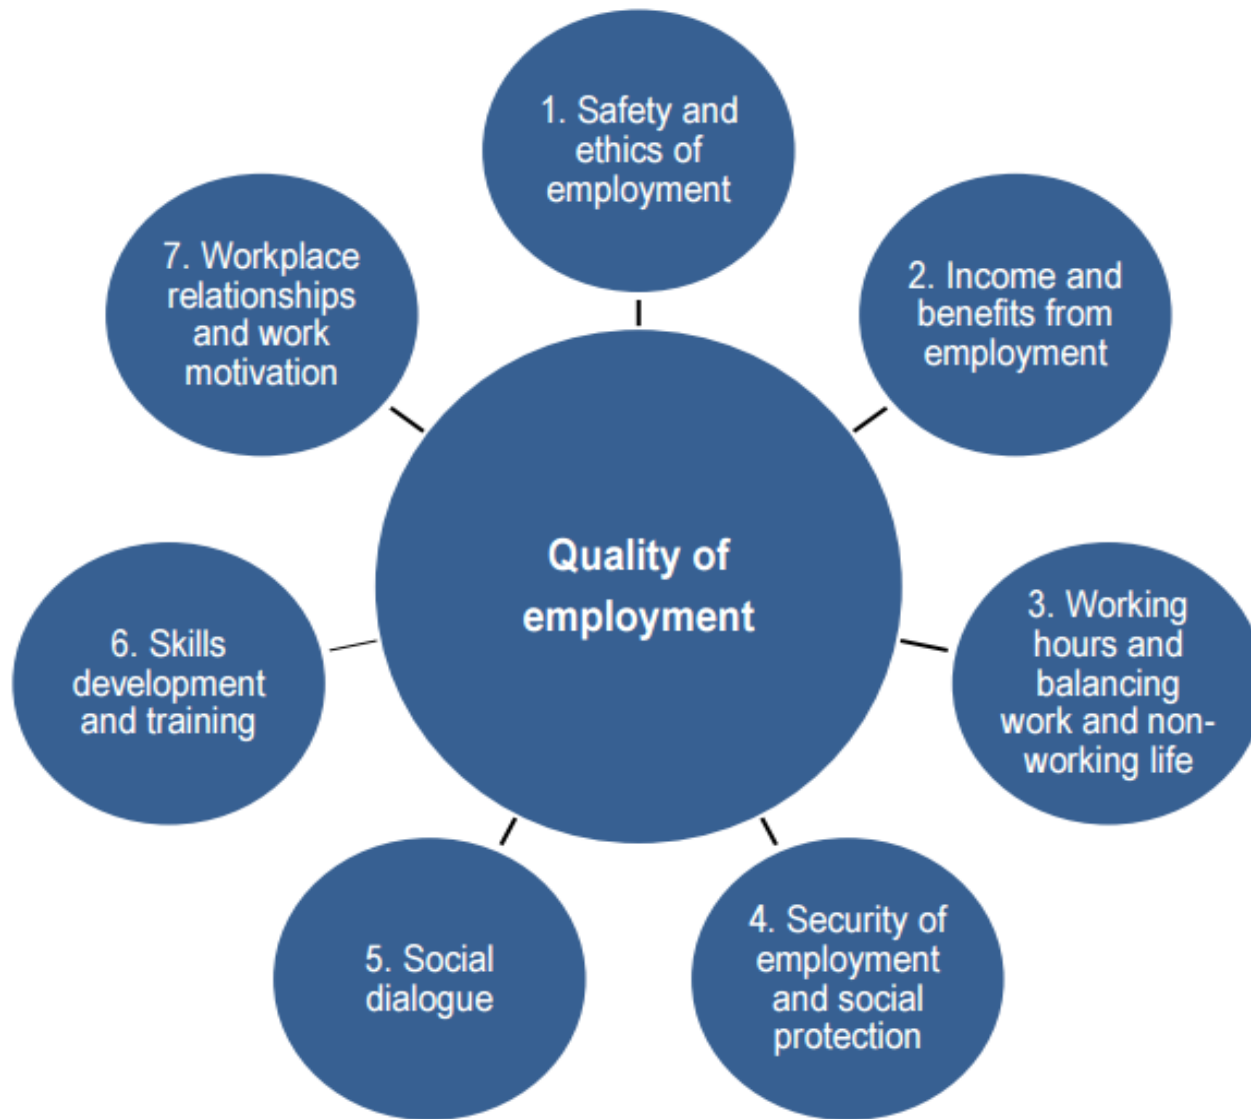 1. Safety and
ethics of
employment
2. Income and
benefits from
employment
3. Working
hours and
balancing
work and non-
working life
4. Security of
employment
and social
protection
5. Social
dialogue
6. Skills
development
and training
7. Workplace
relationships
and work
motivation
Quality of
employment